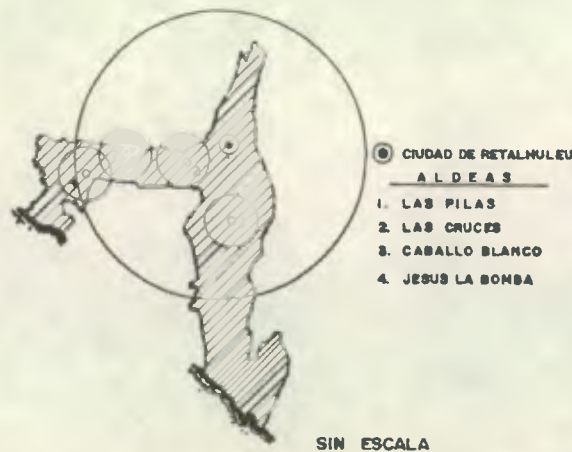 CIUDAD DE RETALHULEU
ALDEAS
1. LAS PILAS
2. LAS CRUCES
3. CABALLO BLANCO
4. JESUS LA BOMBA
SIN ESCALA